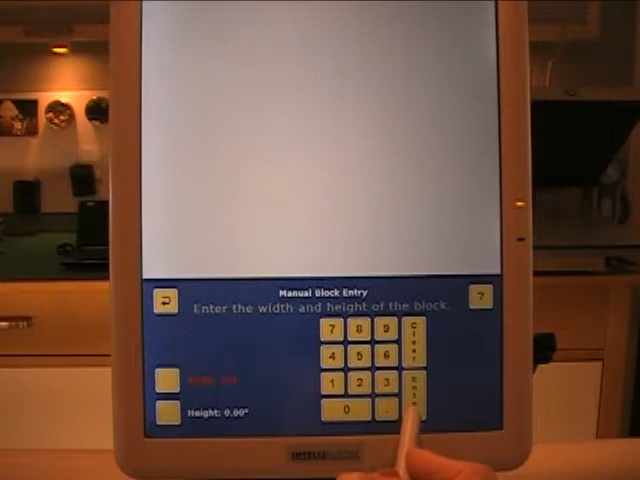 Manual Block Entry
Enter the width and height of the block.
?
7 8 9 Clear
4 5 6
1 2 3
0 .
Height: 0.00"